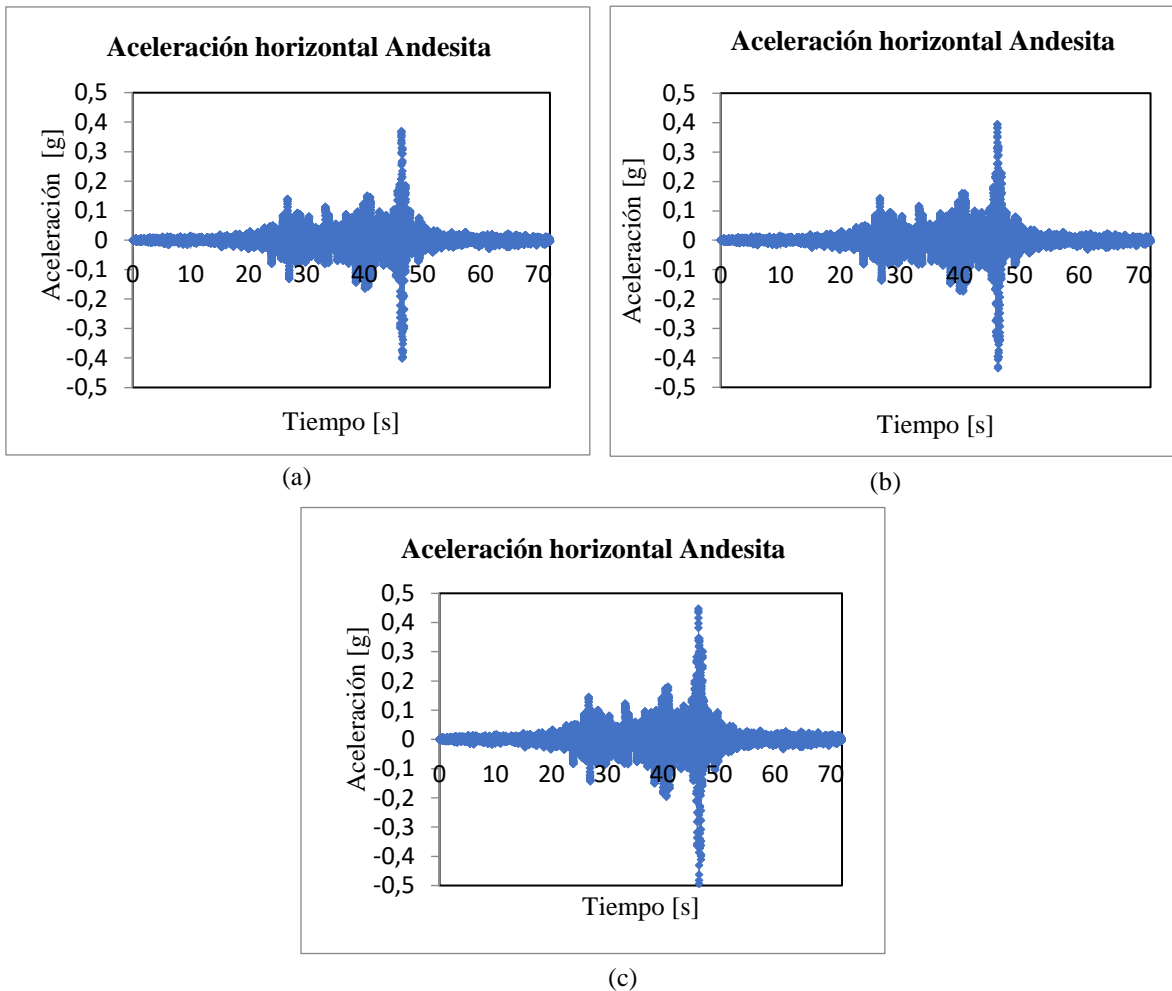 Aceleración horizontal Andesita
0,5
0,4
0,3
0,2
0,1
0
-0,1
-0,2
-0,3
-0,4
-0,5
0 10 20 30 40 50 60 70
Aceleración [g]
Tiempo [s]
(a)
Aceleración horizontal Andesita
0,5
0,4
0,3
0,2
0,1
0
-0,1
-0,2
-0,3
-0,4
-0,5
0 10 20 30 40 50 60 70
Aceleración [g]
Tiempo [s]
(b)
Aceleración horizontal Andesita
0,5
0,4
0,3
0,2
0,1
0
-0,1
-0,2
-0,3
-0,4
-0,5
0 10 20 30 40 50 60 70
Aceleración [g]
Tiempo [s]
(c)